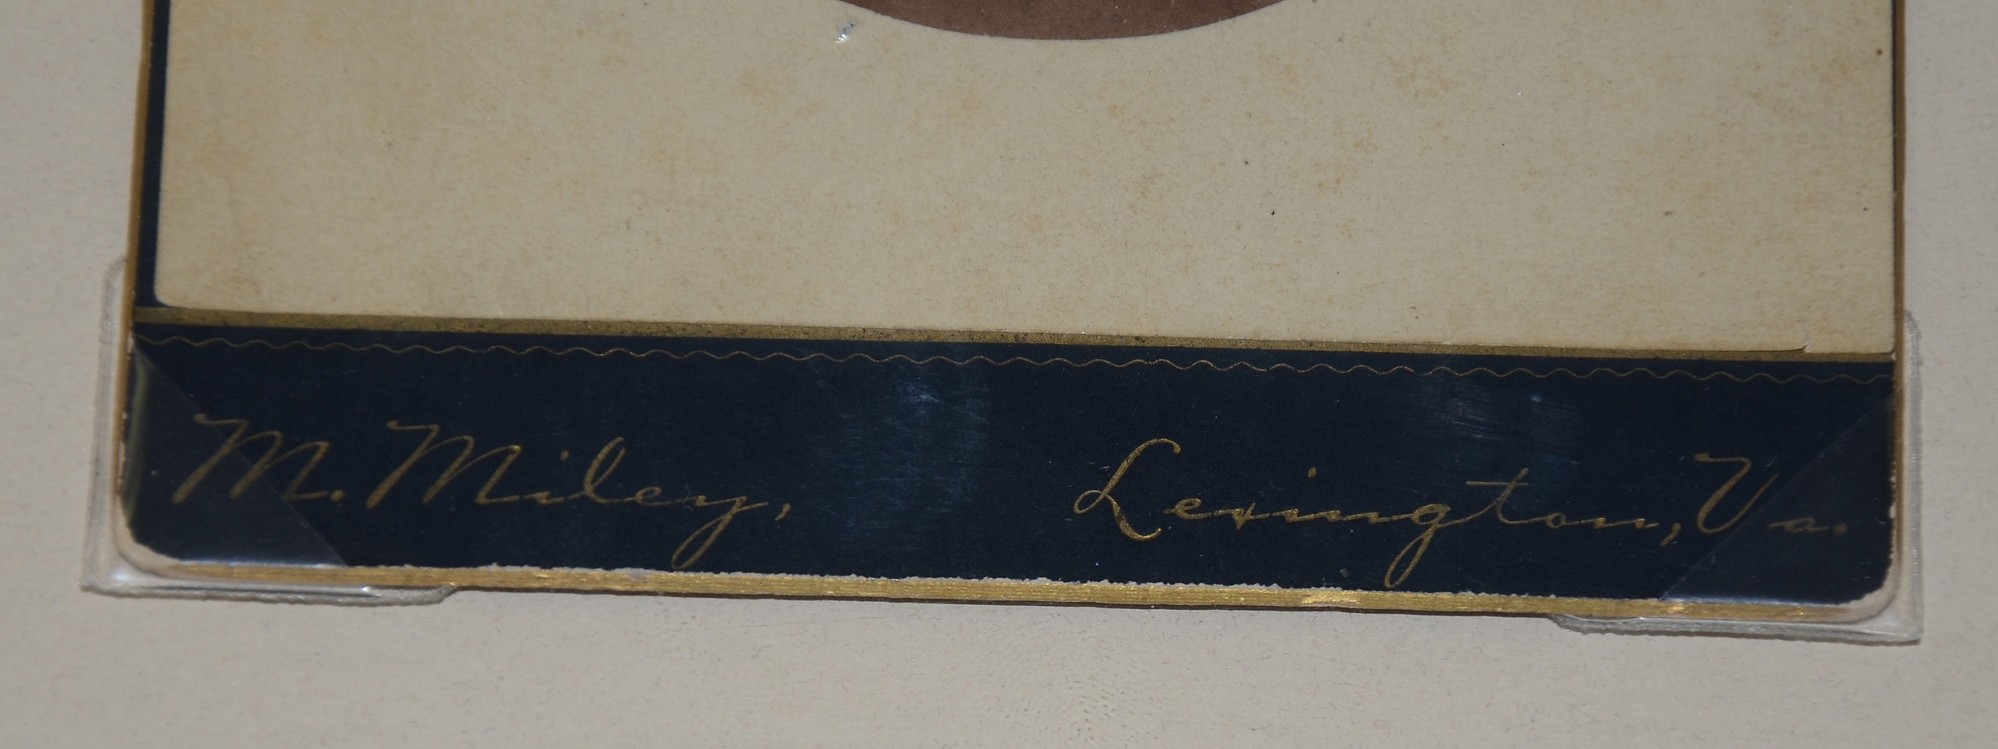 M. Miley, Lexington, Va.